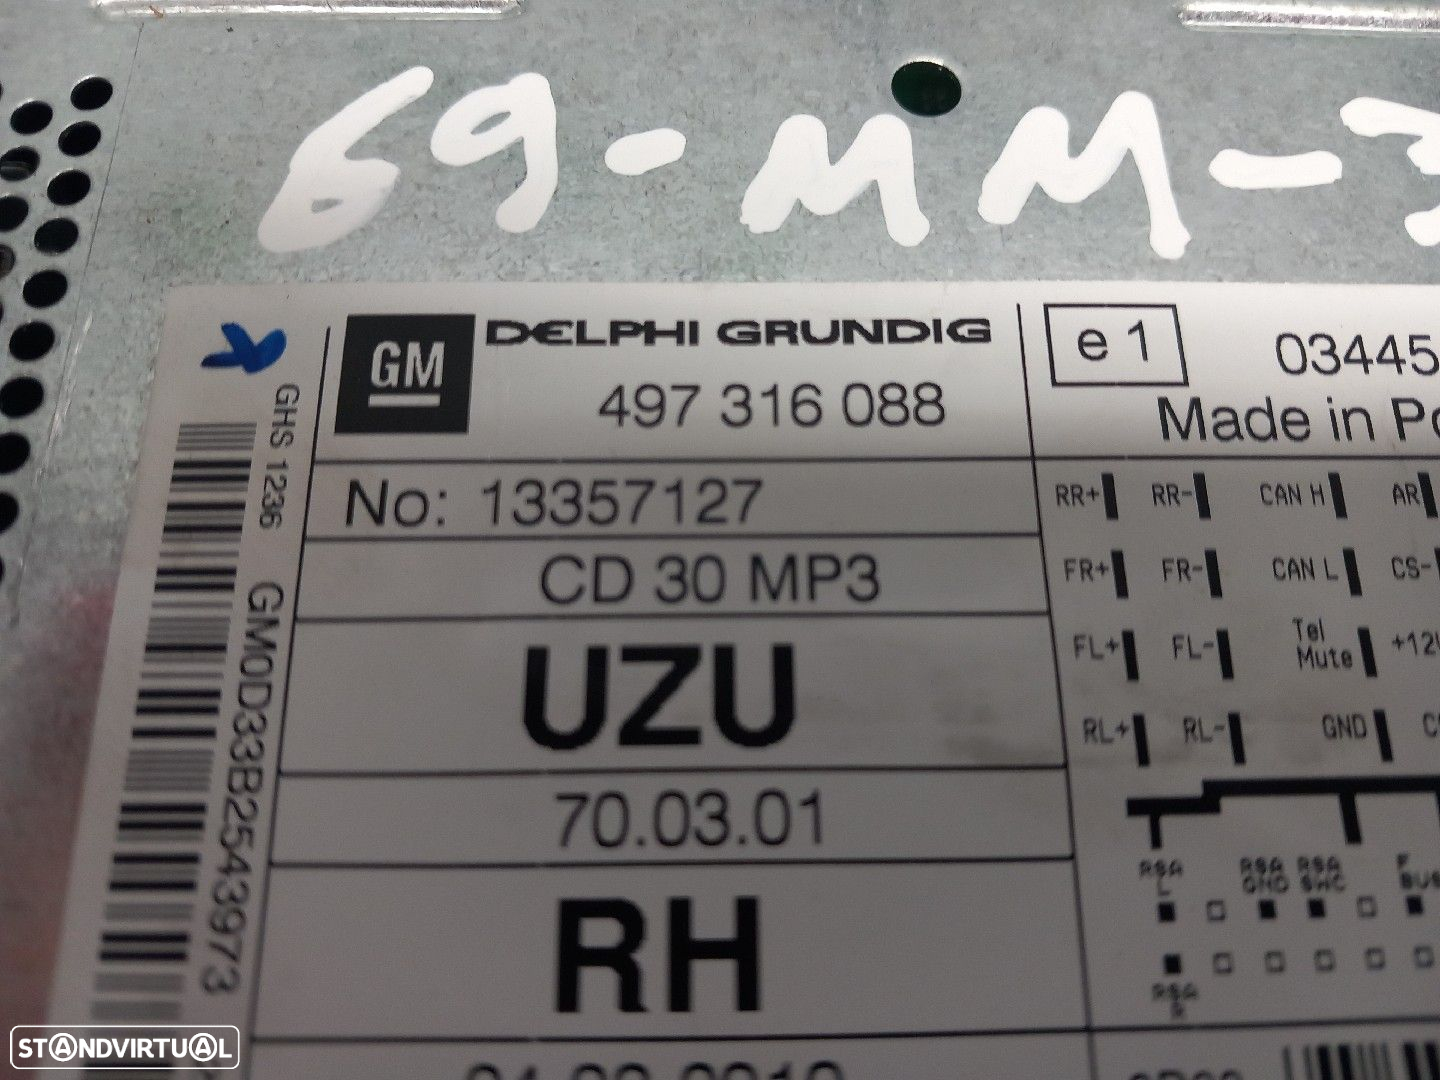 69-MM-
GM
DELPHI GRUNDIG
497 316 088
e 1
03445
Made in
No: 13357127
CD 30 MP3
UZU
70.03.01
RH
GHS 1236
GM0D33B2543973
RR+ RR- CAN H AR
FR+ FR- CAN L CS-
FL+ FL- Tel Mute +12V
RL+ RL- GND
RSA L
RSA GND
RSA SWC
F BUS
RSA R
STANDVIRTUAL